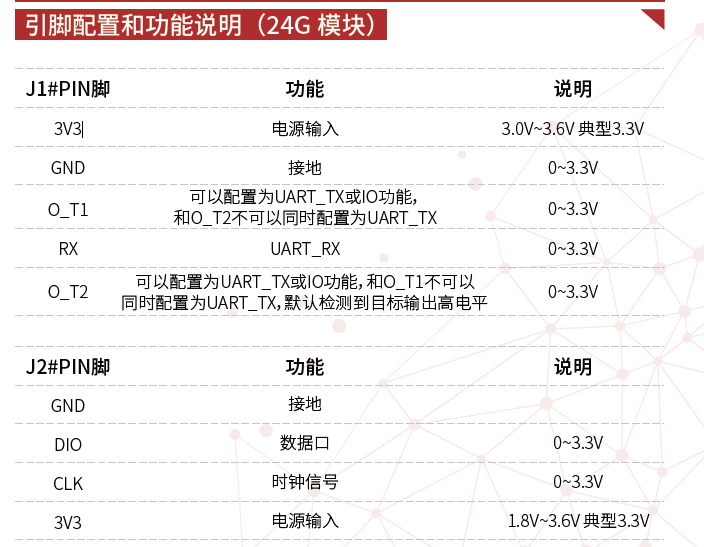 引脚配置和功能说明（24G 模块）
J1#PIN脚 功能 说明
3V3 电源输入 3.0V~3.6V 典型3.3V
GND 接地 0~3.3V
可以配置为UART_TX或IO功能,
O_T1 0~3.3V
和O_T2不可以同时配置为UART_TX
RX UART_RX 0~3.3V
可以配置为UART_TX或IO功能, 和O_T1不可以
O_T2 0~3.3V
同时配置为UART_TX, 默认检测到目标输出高电平
J2#PIN脚 功能 说明
GND 接地
DIO 数据口 0~3.3V
CLK 时钟信号 0~3.3V
3V3 电源输入 1.8V~3.6V 典型3.3V